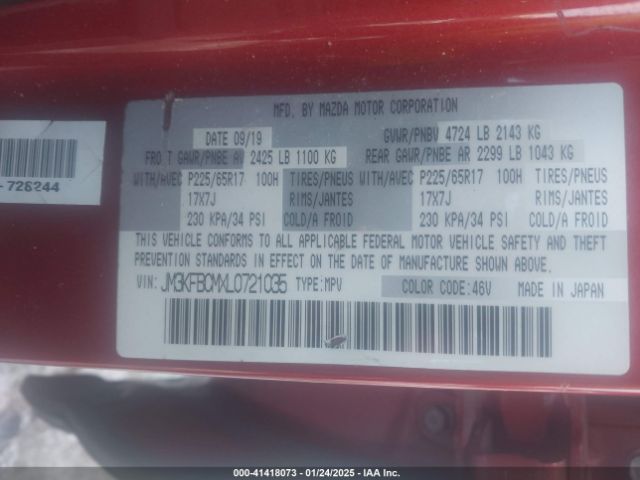 MFD. BY MAZDA MOTOR CORPORATION
DATE 09/19 GVWR/PNBV 4724 LB 2143 KG
FRO T GAWR/PNBE AV 2425 LB 1100 KG REAR GAWR/PNBE AR 2299 LB 1043 KG
WITH/AVEC P225/65R17 100H TIRES/PNEUS WITH/AVEC P225/65R17 100H TIRES/PNEUS
17X7J RIMS/JANTES 17X7J RIMS/JANTES
230 KPA/34 PSI COLD/A FROID 230 KPA/34 PSI COLD/A FROID
THIS VEHICLE CONFORMS TO ALL APPLICABLE FEDERAL MOTOR VEHICLE SAFETY AND THEFT
PREVENTION STANDARDS IN EFFECT ON THE DATE OF MANUFACTURE SHOWN ABOVE.
VIN: JM3KFBCMXL0721035 TYPE:MPV COLOR CODE:46V MADE IN JAPAN
- 728244
000-41418073 - 01/24/2025 - IAA Inc.